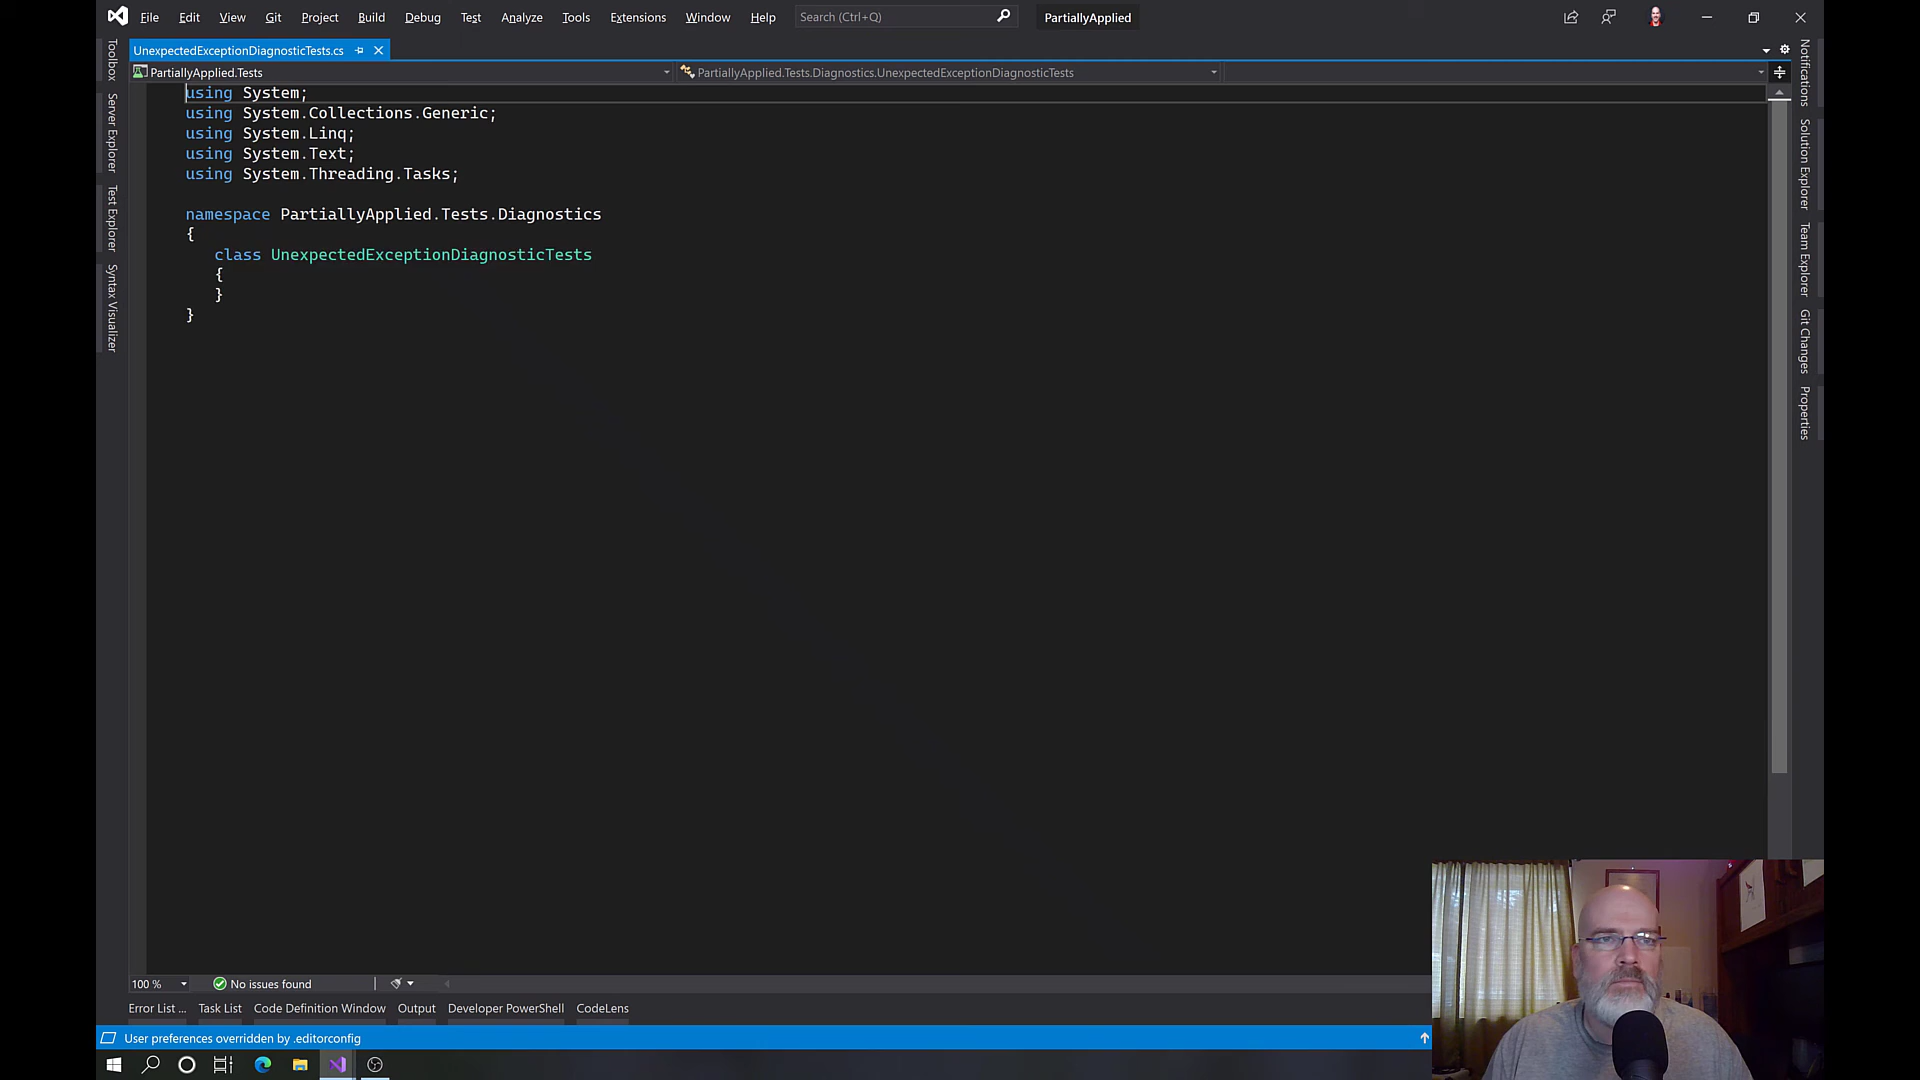 File Edit View Git Project Build Debug Test Analyze Tools Extensions Window Help Search (Ctrl+Q) PartiallyApplied
UnexpectedExceptionDiagnosticTests.cs
PartiallyApplied.Tests PartiallyApplied.Tests.Diagnostics.UnexpectedExceptionDiagnosticTests
Toolbox
Server Explorer
Test Explorer
Syntax Visualizer
using System;
using System.Collections.Generic;
using System.Linq;
using System.Text;
using System.Threading.Tasks;
namespace PartiallyApplied.Tests.Diagnostics
{
class UnexpectedExceptionDiagnosticTests
{
}
}
Notifications
Solution Explorer
Team Explorer
Git Changes
Properties
100 % No issues found
Error List ... Task List Code Definition Window Output Developer PowerShell CodeLens
User preferences overridden by .editorconfig